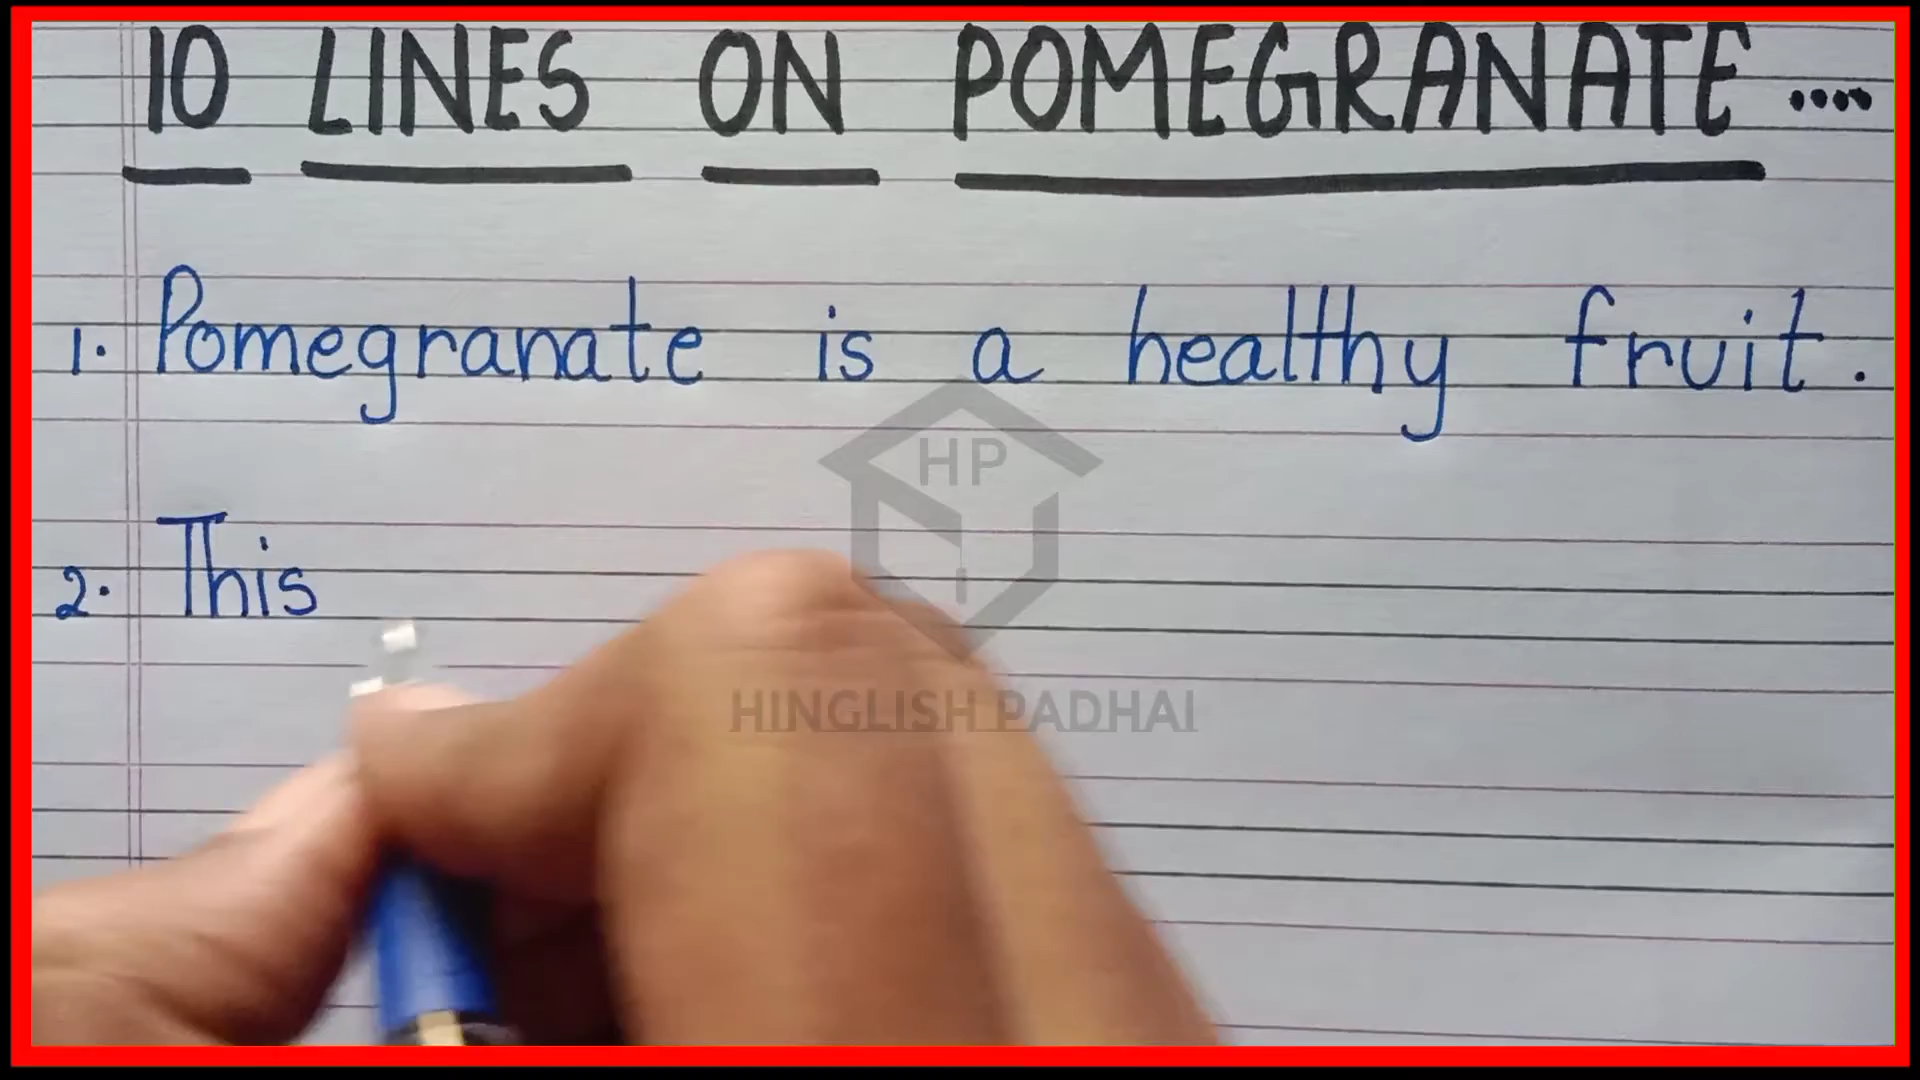 10 LINES ON POMEGRANATE....
1. Pomegranate is a healthy fruit.
HP
I
2. This
HINGLISH PADHAI